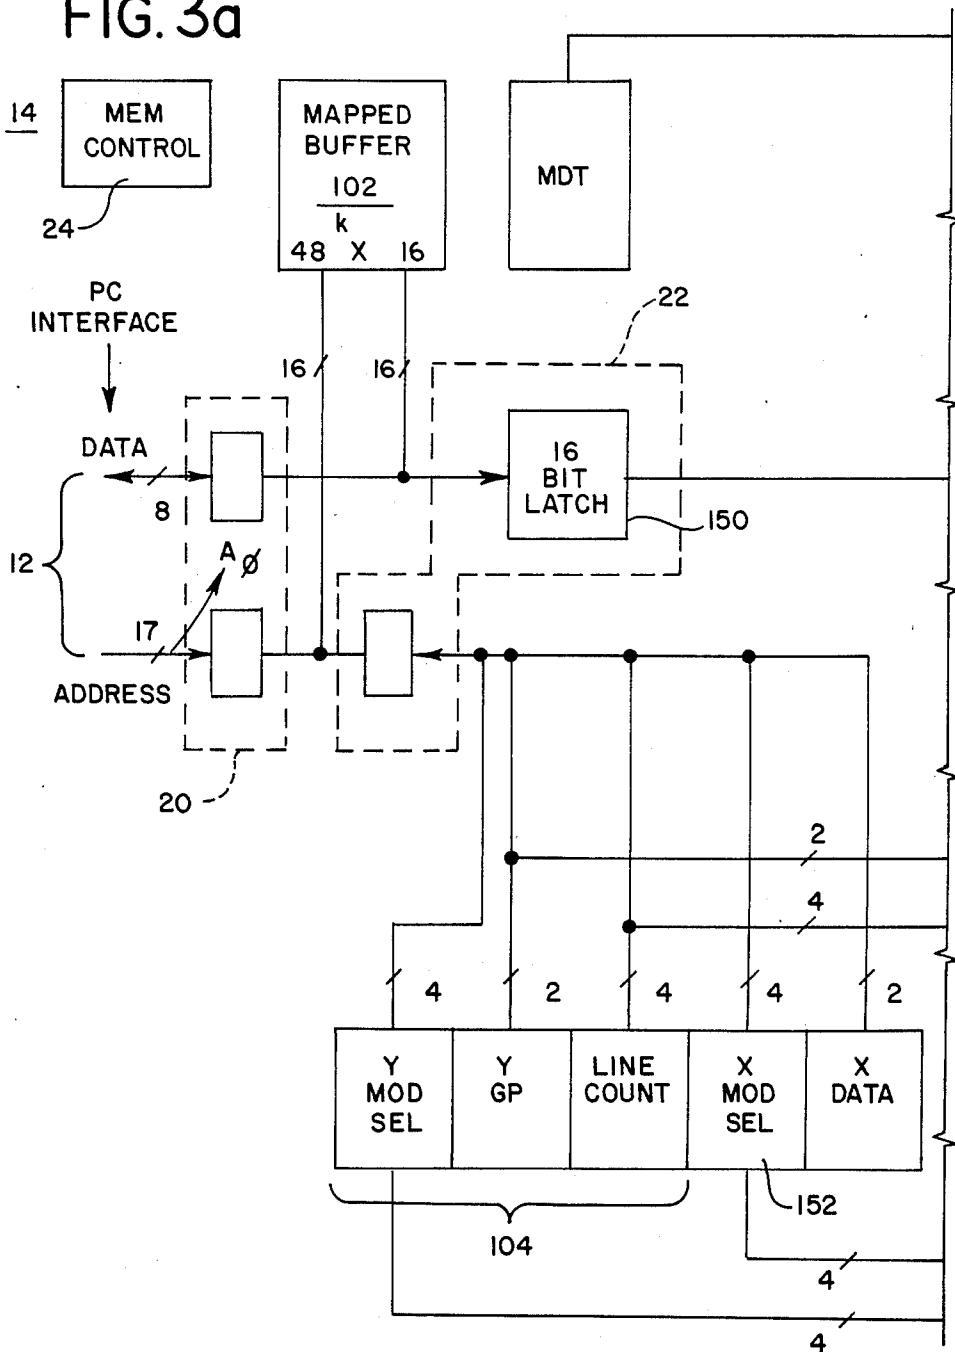 FIG. 3a
14
MEM
CONTROL
24
MAPPED
BUFFER
102
k
48 X 16
MDT
PC
INTERFACE
22
16
16
DATA
8
16
BIT
LATCH
150
12
A ϕ
17
ADDRESS
20
2
4
4
2
4
4
2
Y
MOD
SEL
Y
GP
LINE
COUNT
X
MOD
SEL
X
DATA
152
104
4
4